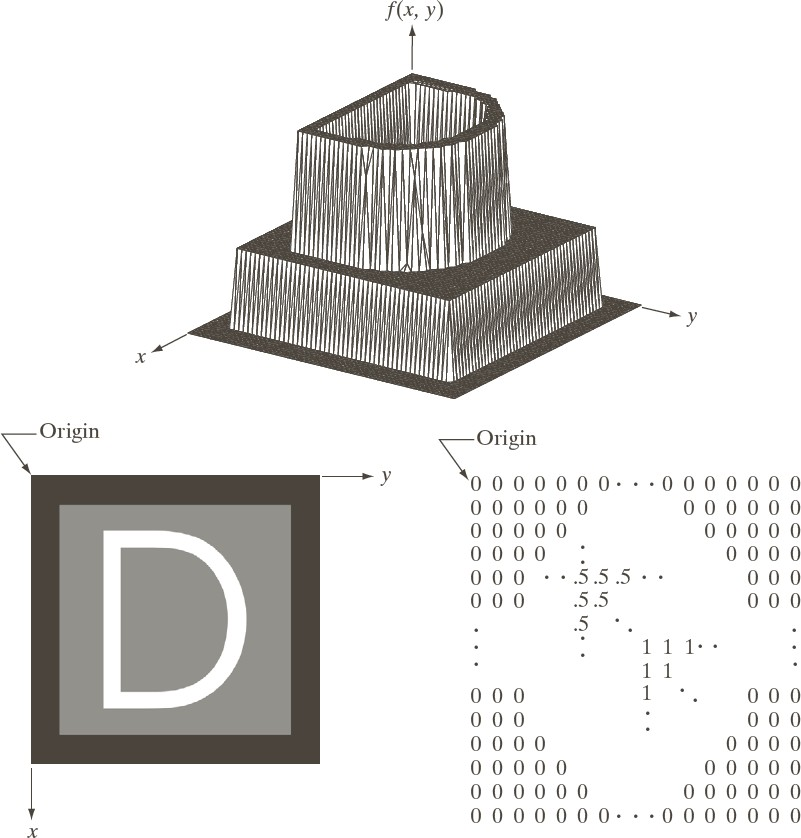 f(x, y)
y
x
Origin
y
D
x
Origin
0 0 0 0 0 0 0 · · · 0 0 0 0 0 0 0
0 0 0 0 0 0 0 0 0 0 0 0
0 0 0 0 0 0 0 0 0 0
0 0 0 0 0 0 0 0
0 0 0 · · .5 .5 .5 · · 0 0 0
0 0 0 .5 .5 0 0 0
.5
1 1 1 · ·
1 1
0 0 0 1 0 0 0
0 0 0 0 0 0
0 0 0 0 0 0 0 0
0 0 0 0 0 0 0 0 0 0
0 0 0 0 0 0 0 0 0 0 0 0
0 0 0 0 0 0 0 · · · 0 0 0 0 0 0 0